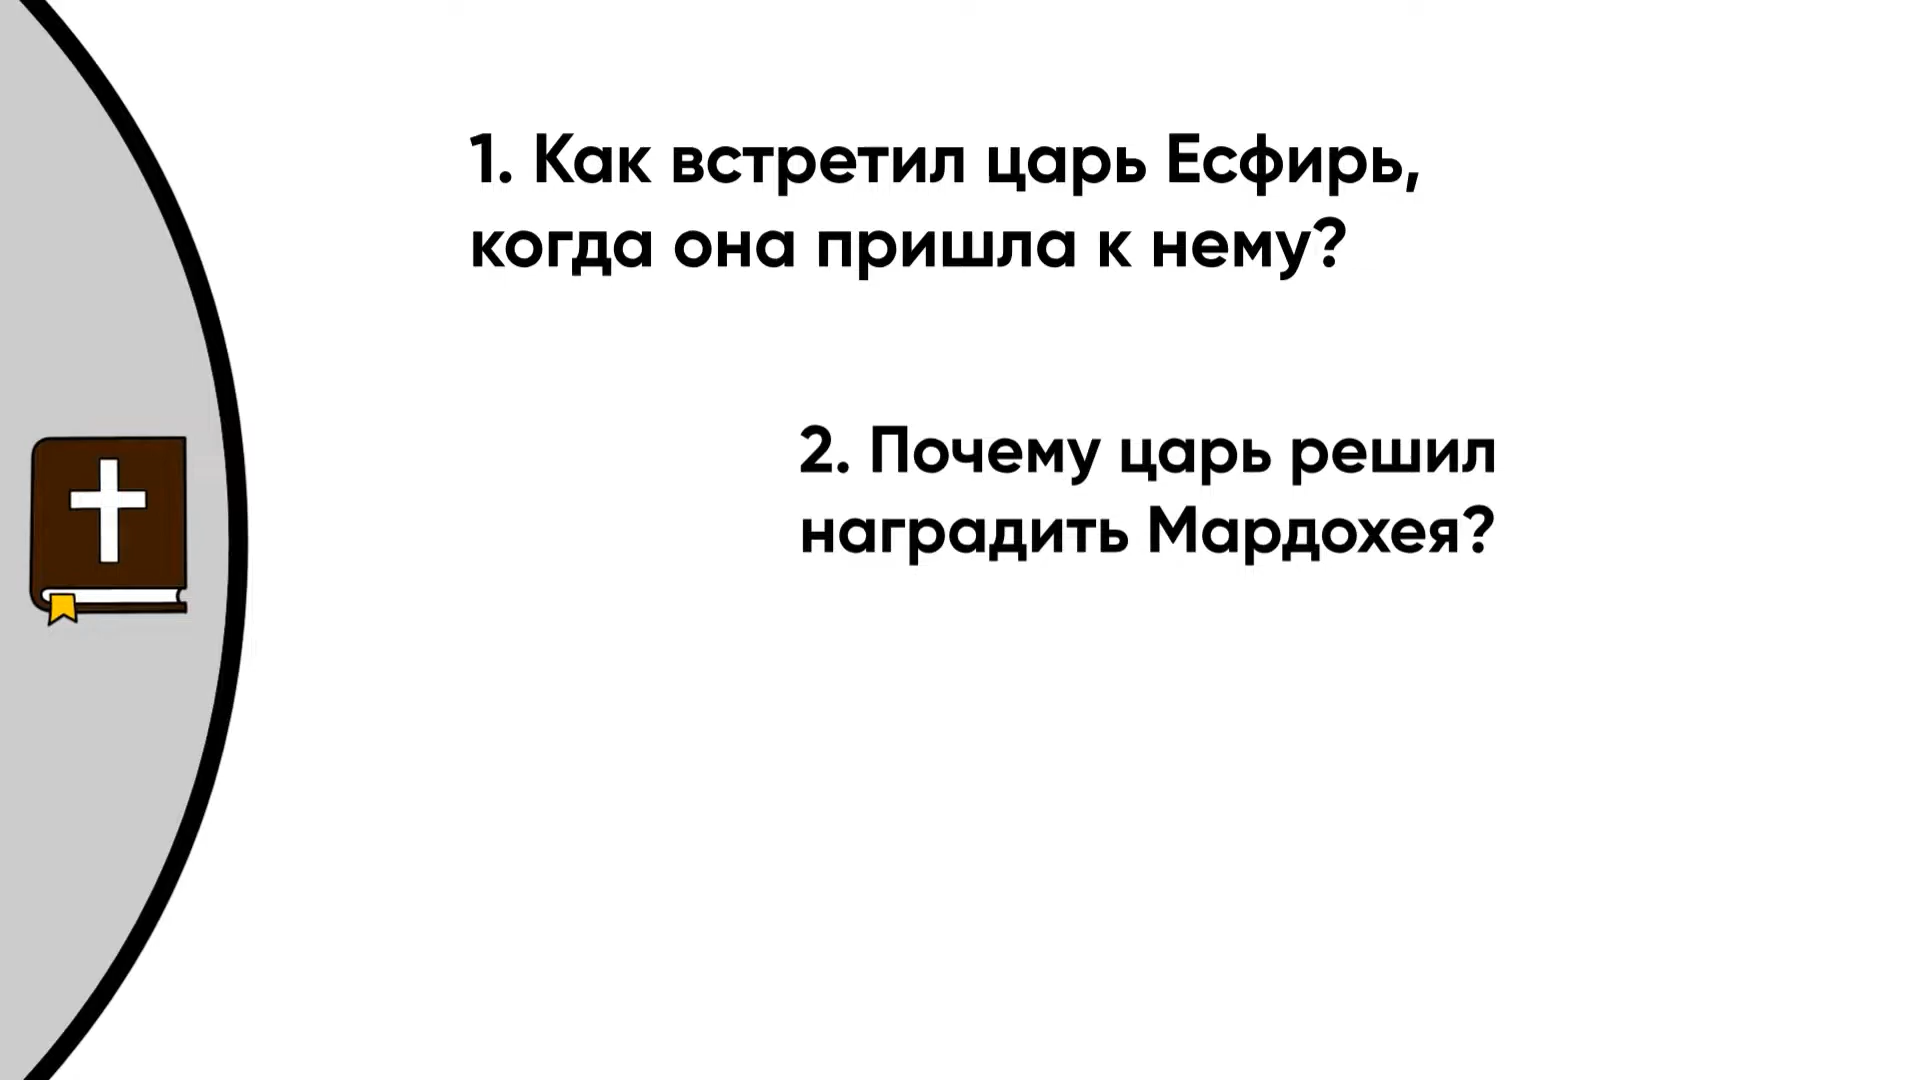 1. Как встретил царь Есфирь,
когда она пришла к нему?
2. Почему царь решил
наградить Мардохея?